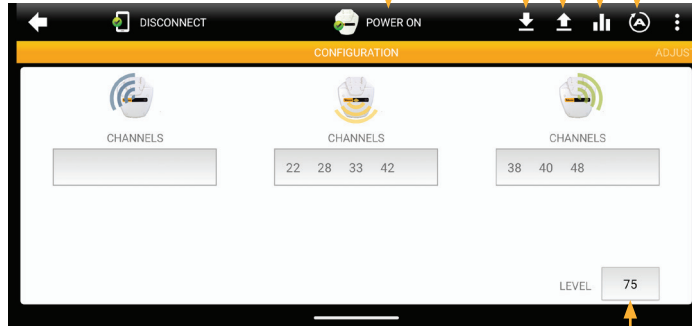 DISCONNECT POWER ON
CONFIGURATION ADJUST
CHANNELS CHANNELS CHANNELS
22 28 33 42 38 40 48
LEVEL 75